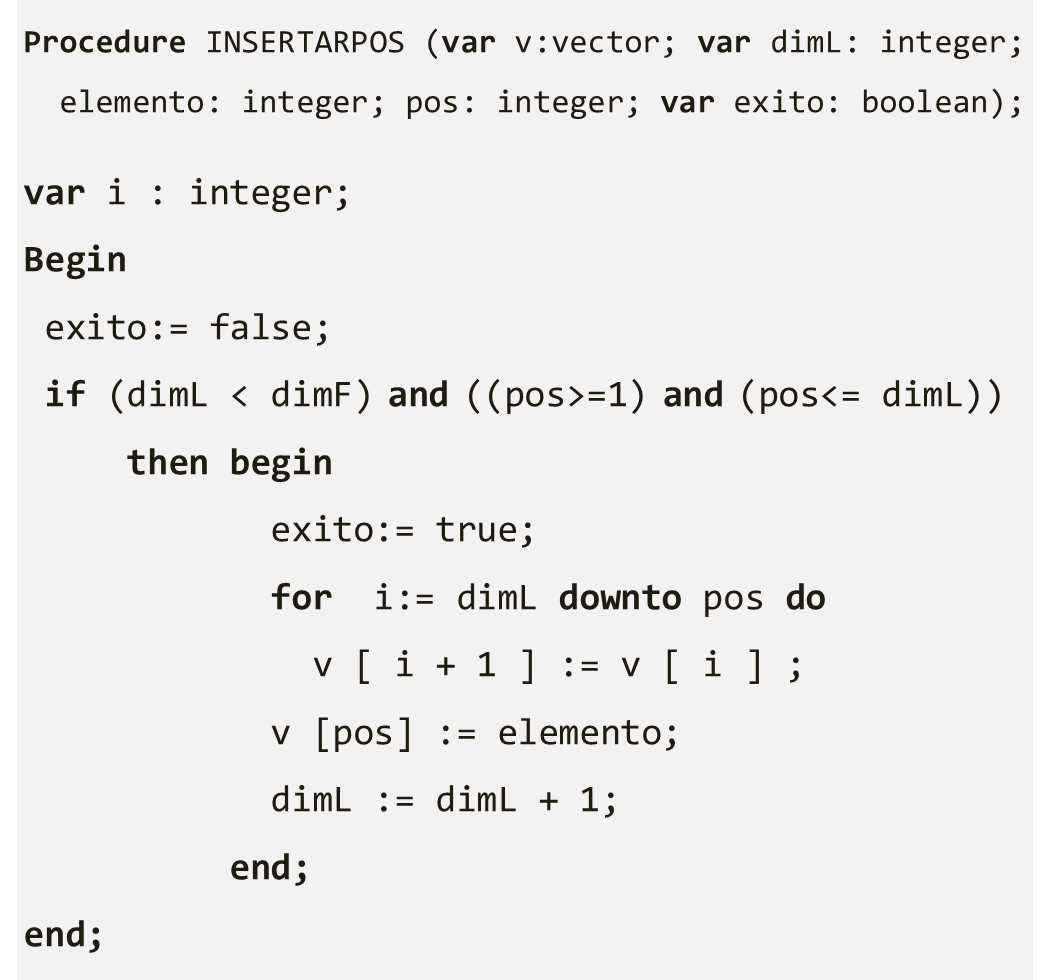 Procedure INSERTARPOS (var v:vector; var dimL: integer;
elemento: integer; pos: integer; var exito: boolean);
var i : integer;
Begin
exito:= false;
if (dimL < dimF) and ((pos>=1) and (pos<= dimL))
then begin
exito:= true;
for i:= dimL downto pos do
v [ i + 1 ] := v [ i ] ;
v [pos] := elemento;
dimL := dimL + 1;
end;
end;